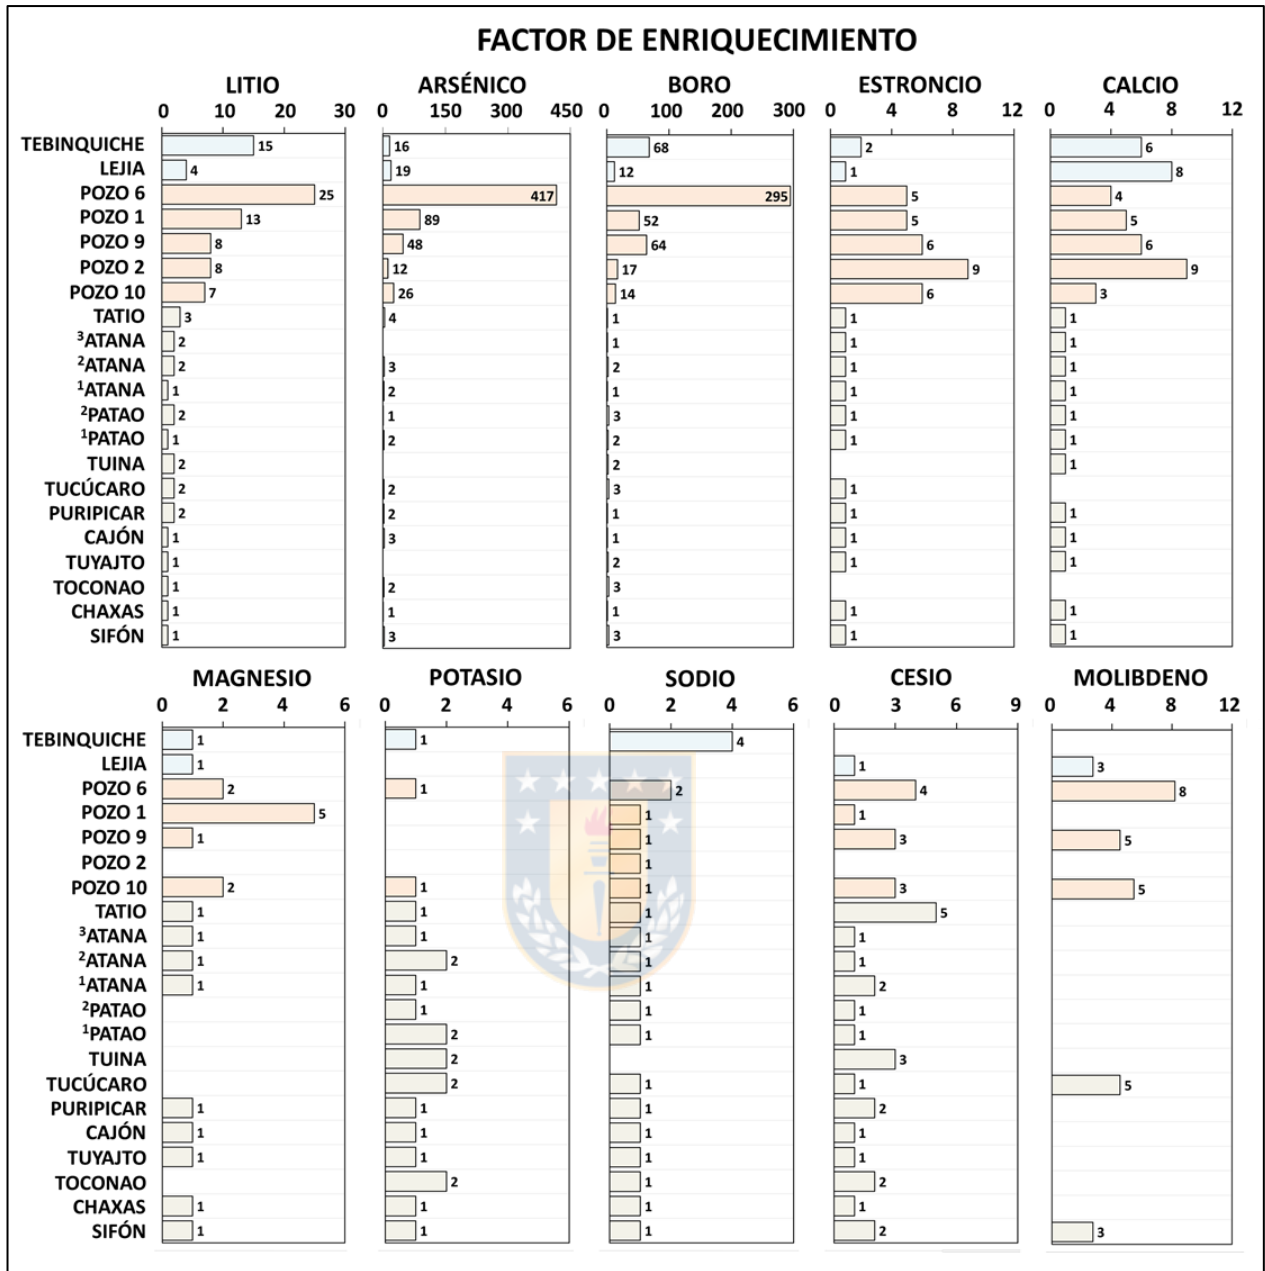 FACTOR DE ENRIQUECIMIENTO
LITIO ARSÉNICO BORO ESTRONCIO CALCIO
0 10 20 30 0 150 300 450 0 100 200 300 0 4 8 12 0 4 8 12
TEBINQUICHE 15 16 68 2 6
LEJIA 4 19 12 1 8
POZO 6 25 417 295 5 4
POZO 1 13 89 52 5 5
POZO 9 8 48 64 6 6
POZO 2 8 12 17 9 9
POZO 10 7 26 14 6 3
TATIO 3 4 1 1 1
³ATANA 2 1 1 1
²ATANA 2 3 2 1 1
¹ATANA 1 2 1 1 1
²PATAO 2 1 3 1 1
¹PATAO 1 2 2 1 1
TUINA 2 2 1
TUCÚCARO 2 2 3 1
PURIPICAR 2 2 1 1 1
CAJÓN 1 3 1 1 1
TUYAJTO 1 2 1 1
TOCONAO 1 2 3
CHAXAS 1 1 1 1 1
SIFÓN 1 3 3 1 1
MAGNESIO POTASIO SODIO CESIO MOLIBDENO
0 2 4 6 0 2 4 6 0 2 4 6 0 3 6 9 0 4 8 12
TEBINQUICHE 1 1 4
LEJIA 1 1 3
POZO 6 2 1 2 4 8
POZO 1 5 1 1
POZO 9 1 1 3 5
POZO 2 1
POZO 10 2 1 1 3 5
TATIO 1 1 1 5
³ATANA 1 1 1 1
²ATANA 1 2 1 1
¹ATANA 1 1 1 2
²PATAO 1 1 1
¹PATAO 2 1 1
TUINA 2 3
TUCÚCARO 2 1 1 5
PURIPICAR 1 1 1 2
CAJÓN 1 1 1 1
TUYAJTO 1 1 1 1
TOCONAO 2 1 2
CHAXAS 1 1 1 1
SIFÓN 1 1 1 2 3